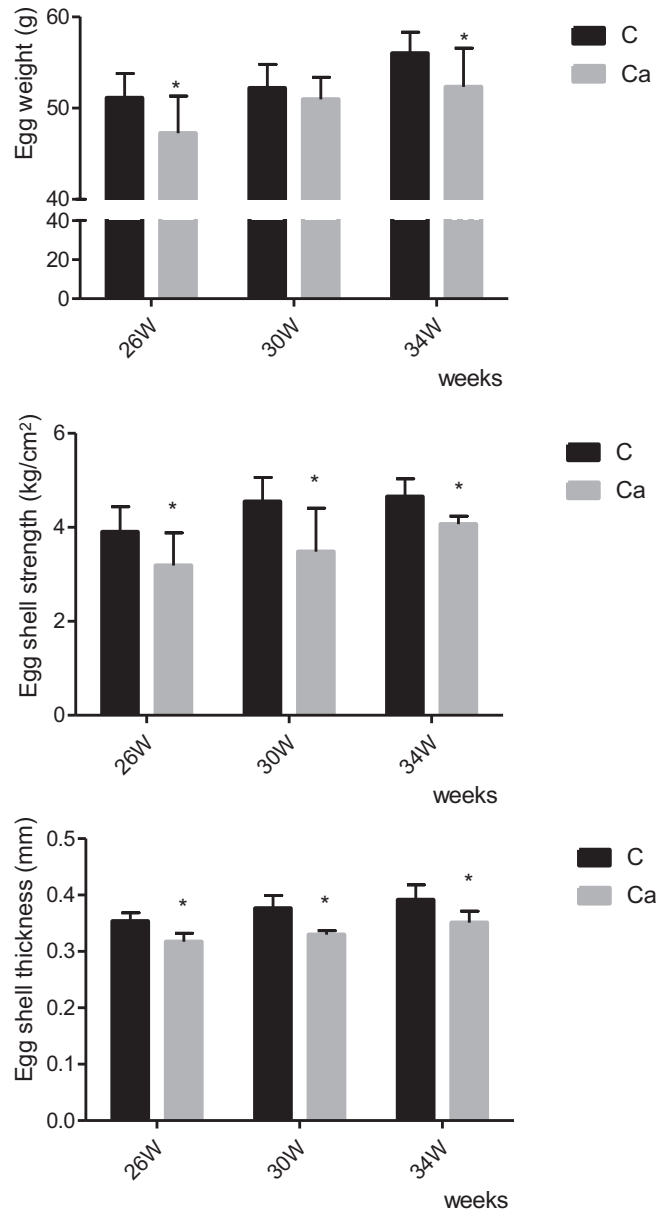 Egg weight (g)
60
50
40
40
20
0
*
*
26W
30W
34W
weeks
C
Ca
Egg shell strength (kg/cm²)
6
4
2
0
*
*
*
26W
30W
34W
weeks
C
Ca
Egg shell thickness (mm)
0.5
0.4
0.3
0.2
0.1
0.0
*
*
*
26W
30W
34W
weeks
C
Ca